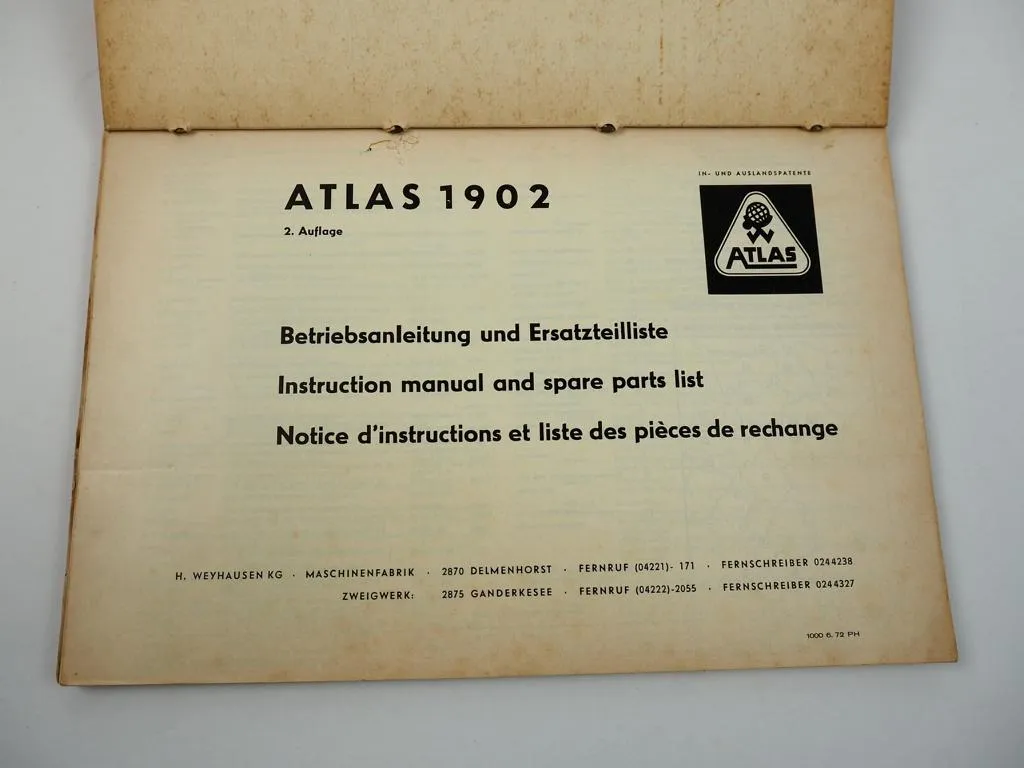 IN- UND AUSLANDSPATENTE
ATLAS 1902
2. Auflage
ATLAS
Betriebsanleitung und Ersatzteilliste
Instruction manual and spare parts list
Notice d'instructions et liste des pièces de rechange
H. WEYHAUSEN KG · MASCHINENFABRIK · 2870 DELMENHORST · FERNRUF (04221)- 171 · FERNSCHREIBER 0244238
ZWEIGWERK: 2875 GANDERKESEE · FERNRUF (04222)-2055 · FERNSCHREIBER 0244327
1000 6. 72 PH